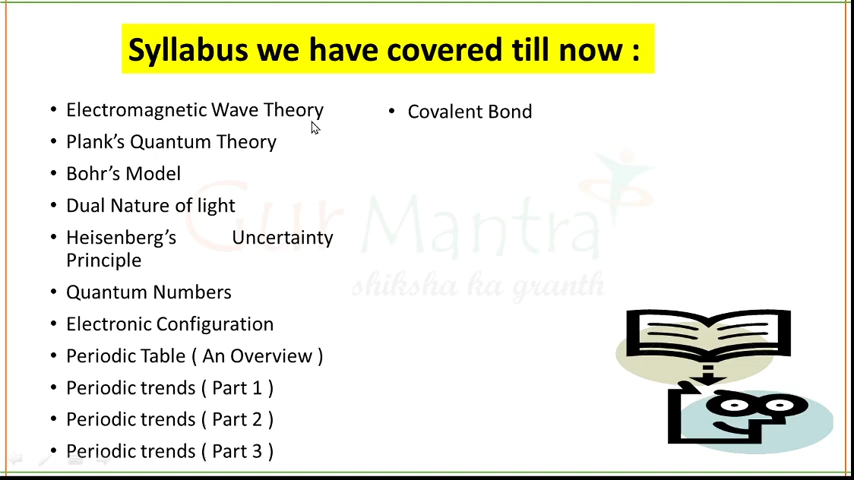 Syllabus we have covered till now :
• Electromagnetic Wave Theory
• Plank’s Quantum Theory
• Bohr’s Model
• Dual Nature of light
• Heisenberg’s Uncertainty
Principle
• Quantum Numbers
• Electronic Configuration
• Periodic Table ( An Overview )
• Periodic trends ( Part 1 )
• Periodic trends ( Part 2 )
• Periodic trends ( Part 3 )
• Covalent Bond
Gur Mantra
shiksha ka granth